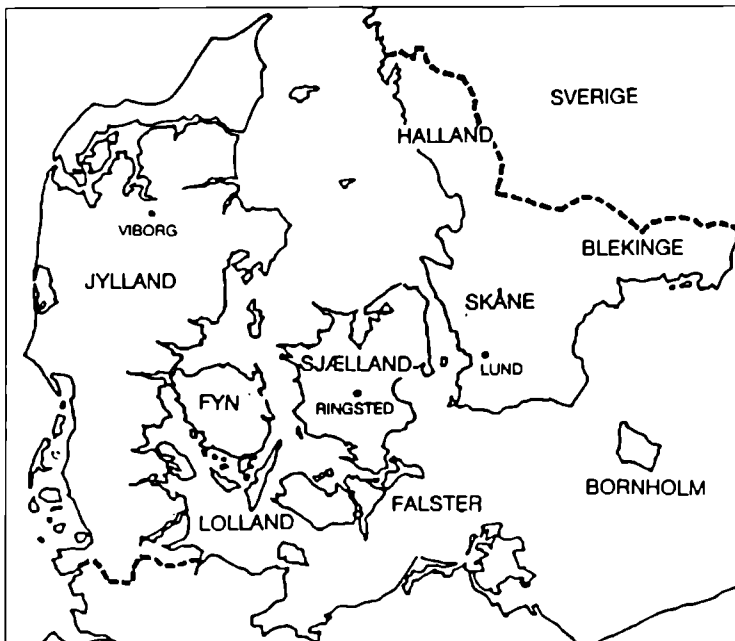 SVERIGE
HALLAND
VIBORG
BLEKINGE
JYLLAND
SKÅNE
SJÆLLAND
LUND
FYN
RINGSTED
BORNHOLM
FALSTER
LOLLAND